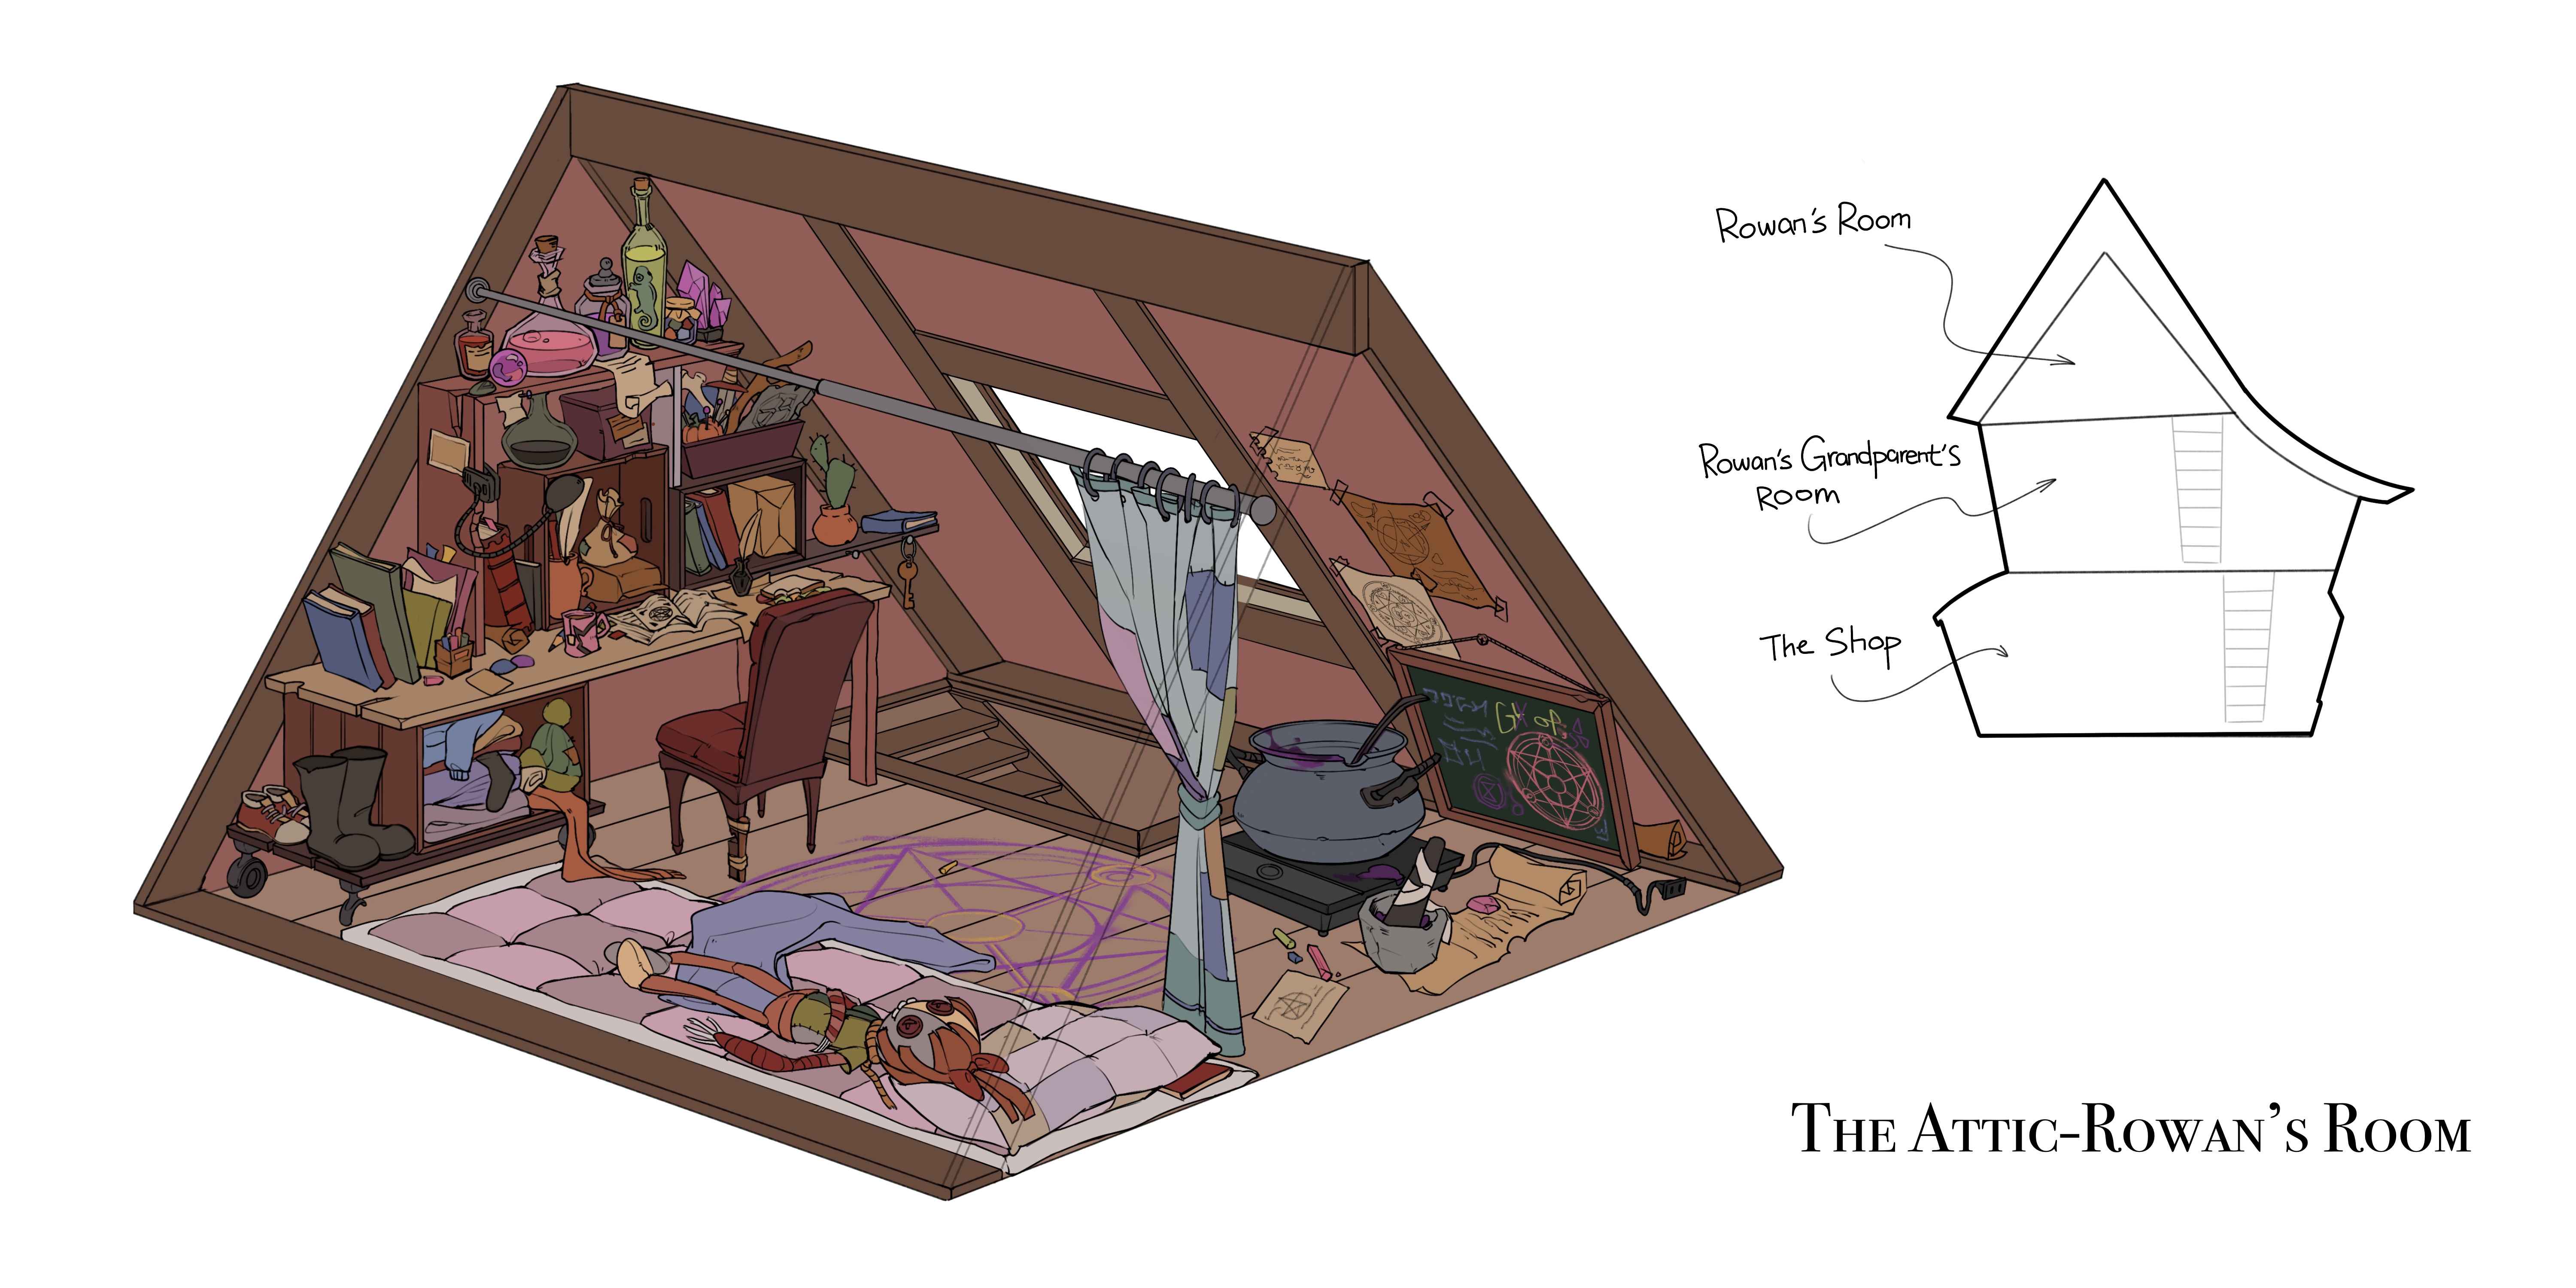 Rowan's Room
Rowan's Grandparent's
Room
The Shop
The Attic-Rowan's Room